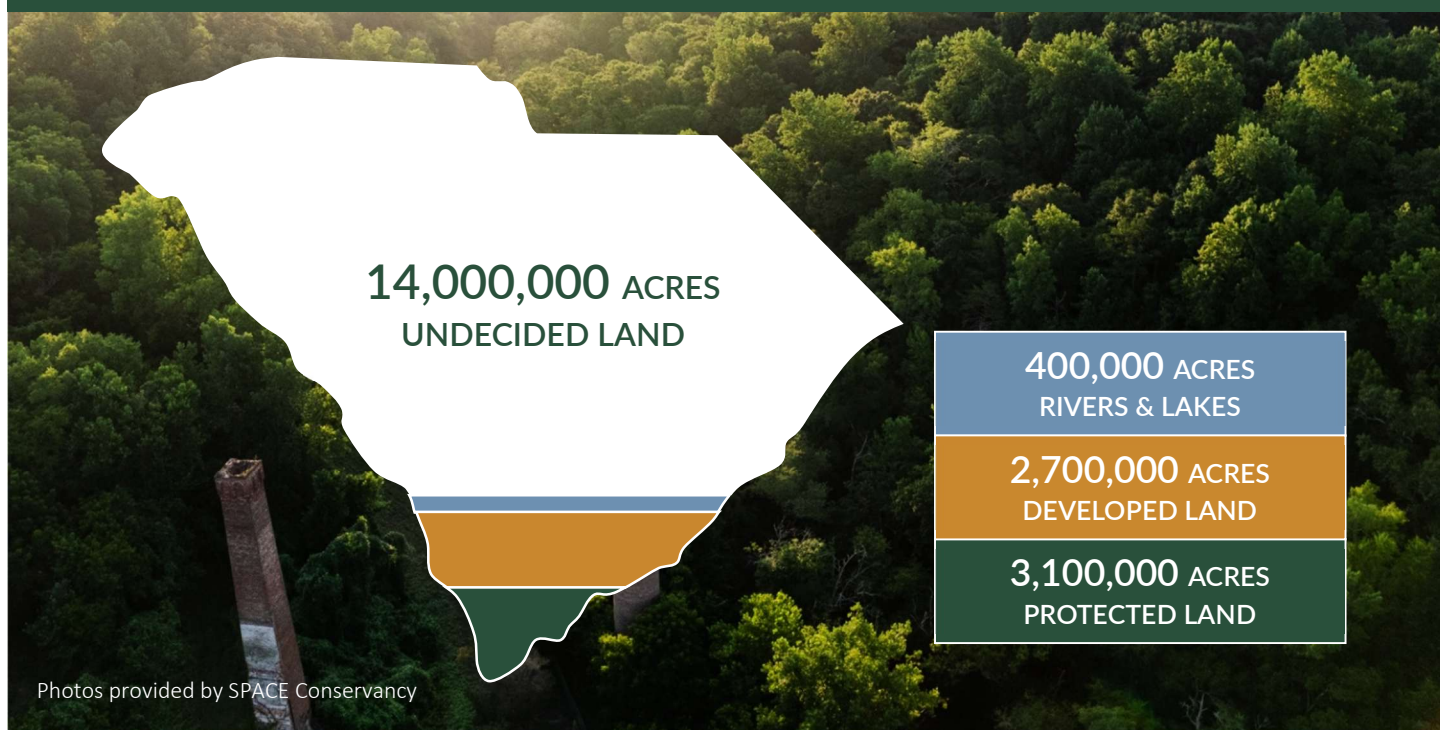 14,000,000 ACRES
UNDECIDED LAND
400,000 ACRES
RIVERS & LAKES
2,700,000 ACRES
DEVELOPED LAND
3,100,000 ACRES
PROTECTED LAND
Photos provided by SPACE Conservancy